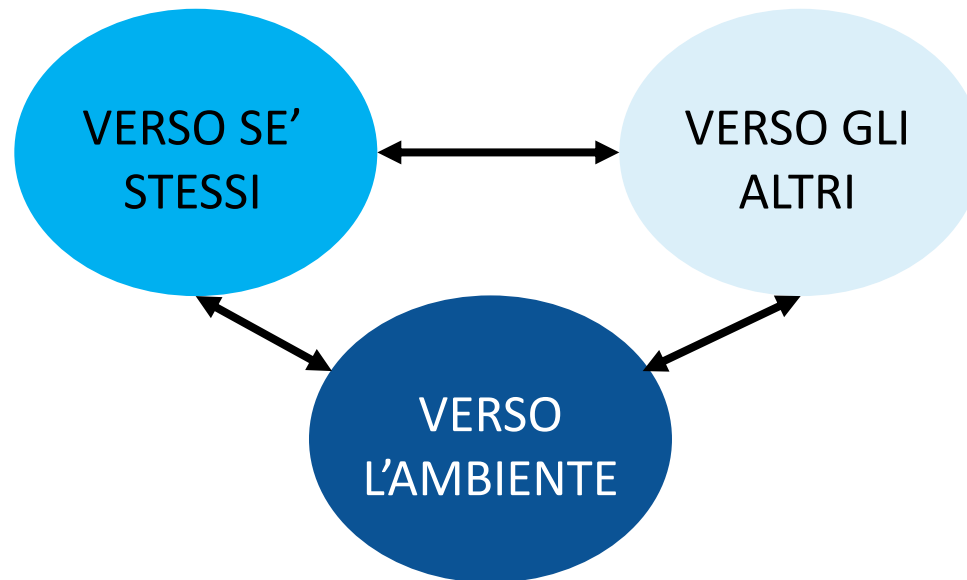 VERSO SE’
STESSI
VERSO GLI
ALTRI
VERSO
L’AMBIENTE